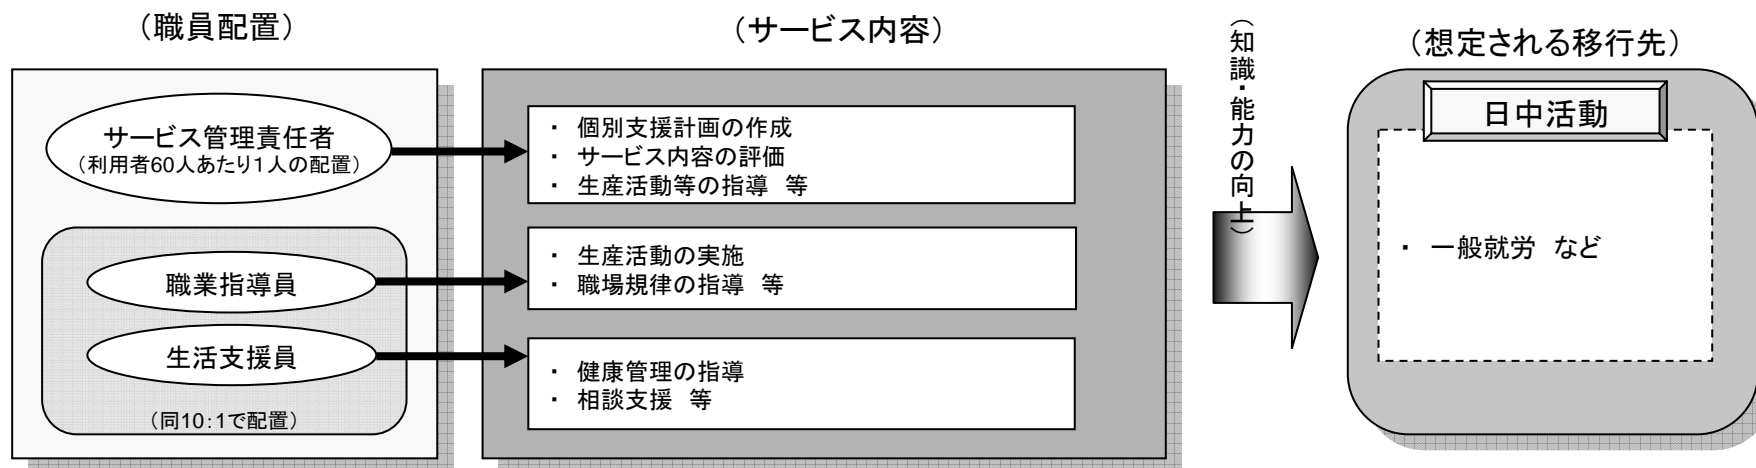 （職員配置）
サービス管理責任者
（利用者60人あたり1人の配置）
職業指導員
生活支援員
（同10：1で配置）
（サービス内容）
・ 個別支援計画の作成
・ サービス内容の評価
・ 生産活動等の指導　等
・ 生産活動の実施
・ 職場規律の指導　等
・ 健康管理の指導
・ 相談支援　等
（知識・能力の向上）
（想定される移行先）
日中活動
・ 一般就労　など